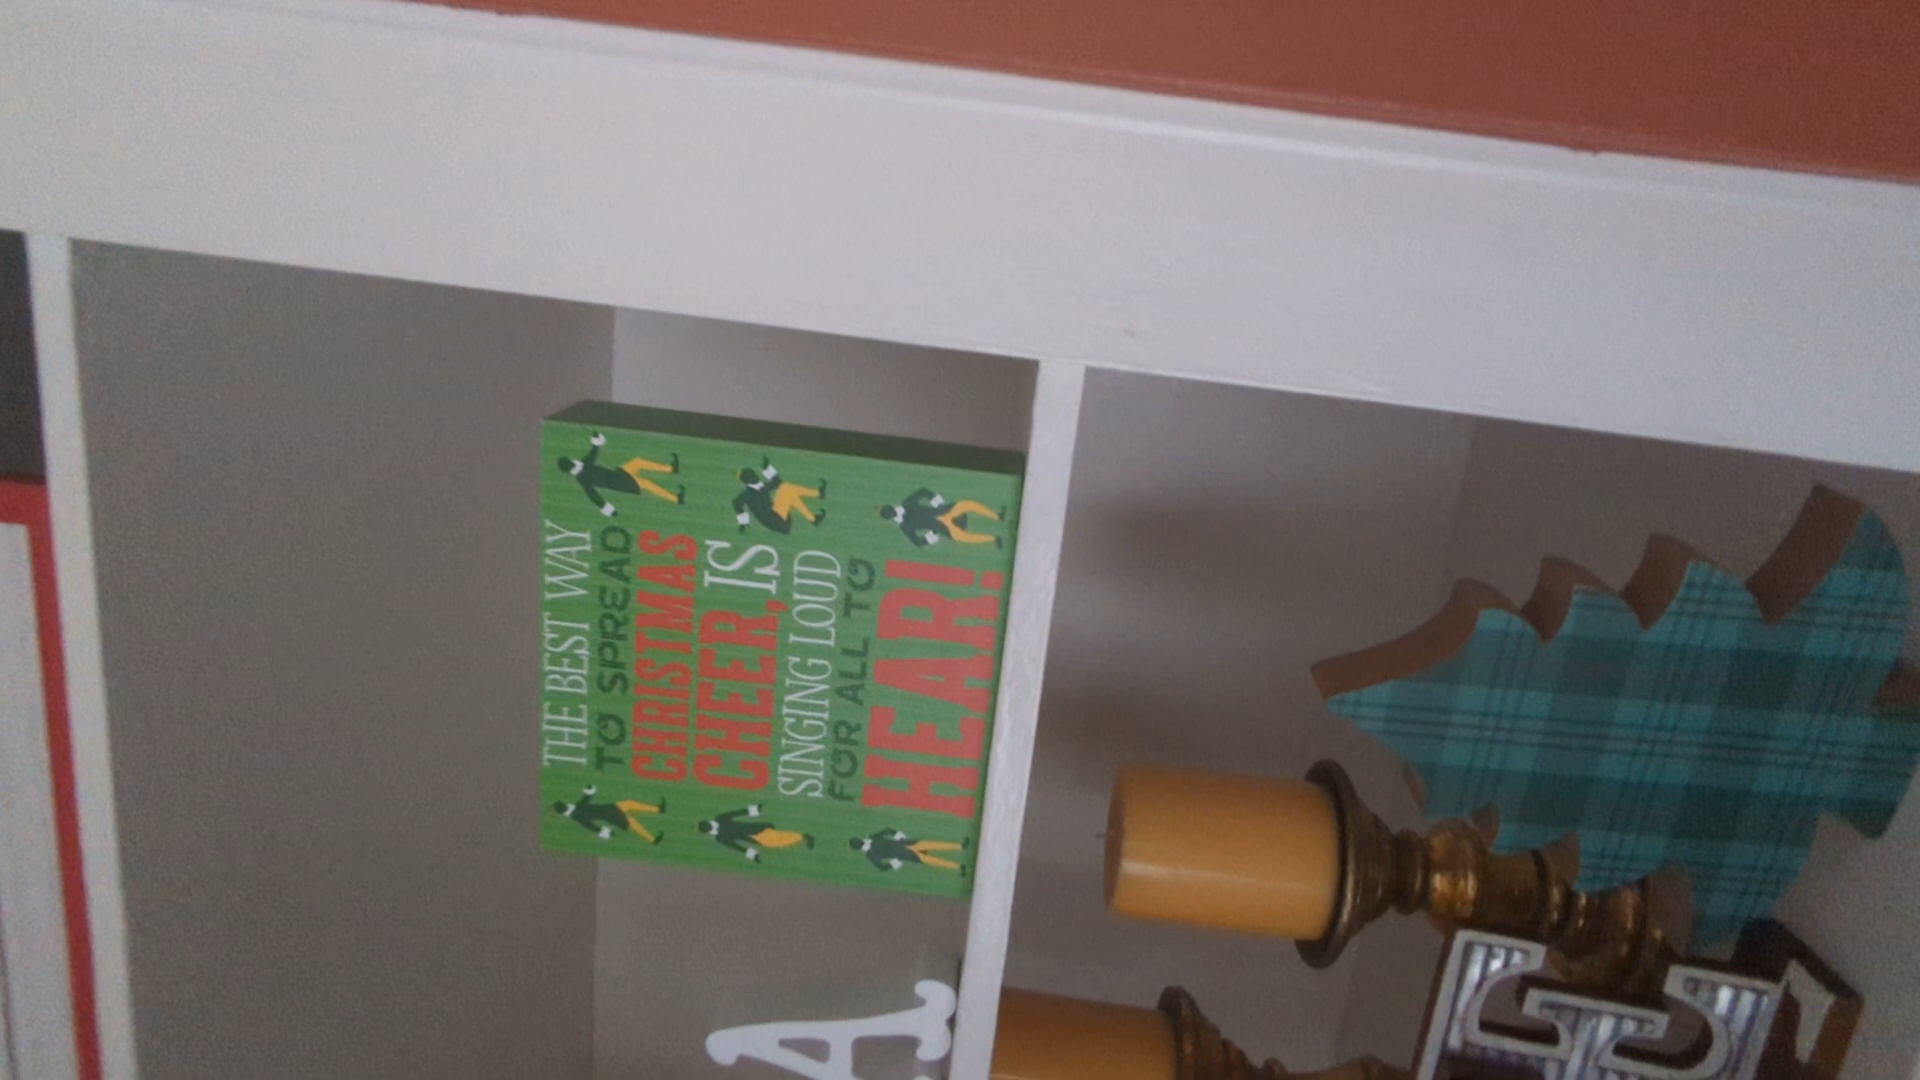 THE BEST WAY
TO SPREAD
CHRISTMAS
CHEER, IS
SINGING LOUD
FOR ALL TO
HEAR!
A
E